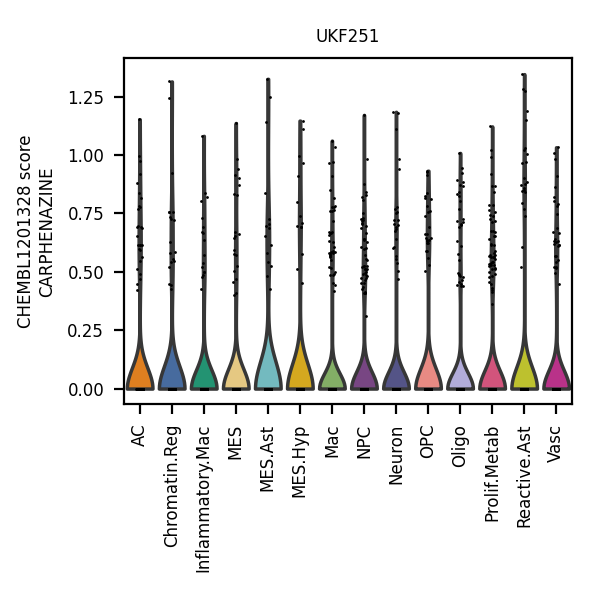 UKF251
CHEMBL1201328 score
CARPHENAZINE
1.25
1.00
0.75
0.50
0.25
0.00
AC
Chromatin.Reg
Inflammatory.Mac
MES
MES.Ast
MES.Hyp
Mac
NPC
Neuron
OPC
Oligo
Prolif.Metab
Reactive.Ast
Vasc